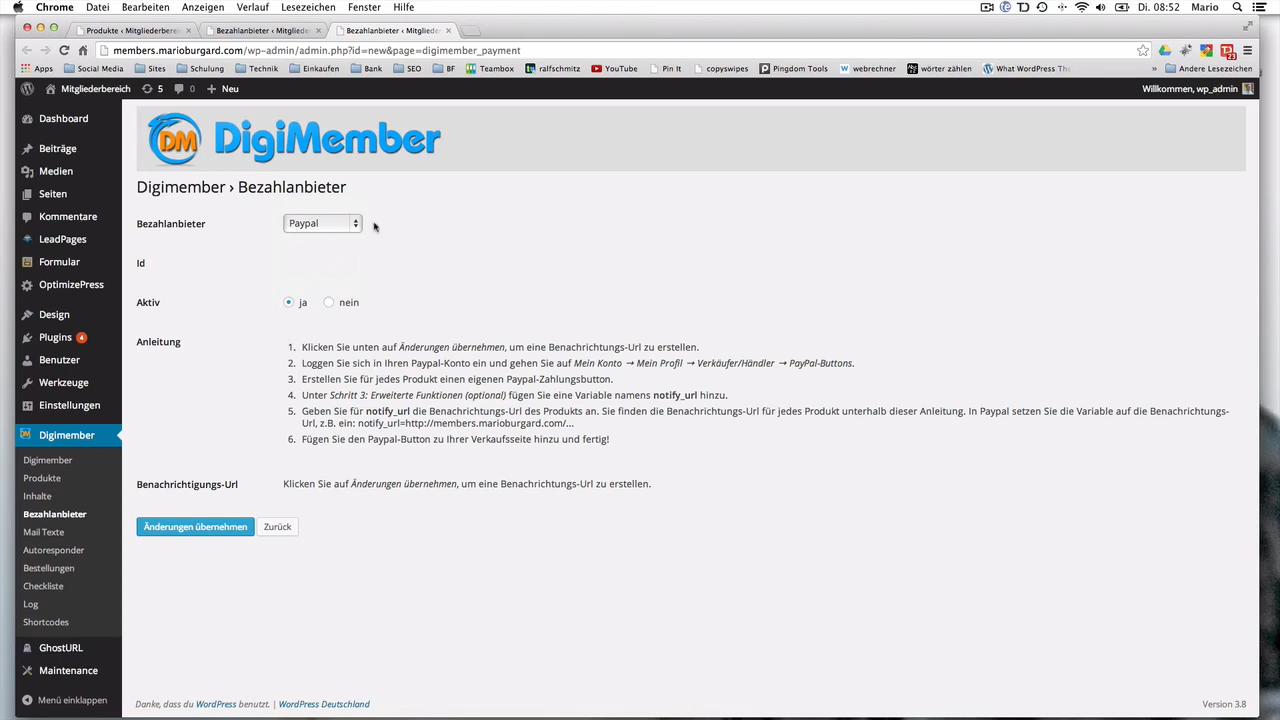 Chrome Datei Bearbeiten Anzeigen Verlauf Lesezeichen Fenster Hilfe Di. 08:52 Mario
Produkte ‹ Mitgliederberei Bezahlanbieter ‹ Mitgliede Bezahlanbieter ‹ Mitgliede
members.marioburgard.com/wp-admin/admin.php?id=new&page=digimember_payment
Apps Social Media Sites Schulung Technik Einkaufen Bank SEO BF Teambox ralfschmitz YouTube Pin It copyswipes Pingdom Tools webrechner wörter zählen What WordPress The » Andere Lesezeichen
Mitgliederbereich 5 0 + Neu Willkommen, wp_admin
Dashboard
Beiträge
Medien
Seiten
Kommentare
LeadPages
Formular
OptimizePress
Design
Plugins 4
Benutzer
Werkzeuge
Einstellungen
Digimember
Digimember
Produkte
Inhalte
Bezahlanbieter
Mail Texte
Autoresponder
Bestellungen
Checkliste
Log
Shortcodes
GhostURL
Maintenance
Menü einklappen
DM DigiMember
Digimember › Bezahlanbieter
Bezahlanbieter Paypal
Id
Aktiv ja nein
Anleitung
1. Klicken Sie unten auf Änderungen übernehmen, um eine Benachrichtungs-Url zu erstellen.
2. Loggen Sie sich in Ihren Paypal-Konto ein und gehen Sie auf Mein Konto → Mein Profil → Verkäufer/Händler → PayPal-Buttons.
3. Erstellen Sie für jedes Produkt einen eigenen Paypal-Zahlungsbutton.
4. Unter Schritt 3: Erweiterte Funktionen (optional) fügen Sie eine Variable namens notify_url hinzu.
5. Geben Sie für notify_url die Benachrichtungs-Url des Produkts an. Sie finden die Benachrichtungs-Url für jedes Produkt unterhalb dieser Anleitung. In Paypal setzen Sie die Variable auf die Benachrichtungs-
Url, z.B. ein: notify_url=http://members.marioburgard.com/...
6. Fügen Sie den Paypal-Button zu Ihrer Verkaufsseite hinzu und fertig!
Benachrichtigungs-Url Klicken Sie auf Änderungen übernehmen, um eine Benachrichtungs-Url zu erstellen.
Änderungen übernehmen Zurück
Danke, dass du WordPress benutzt. | WordPress Deutschland Version 3.8